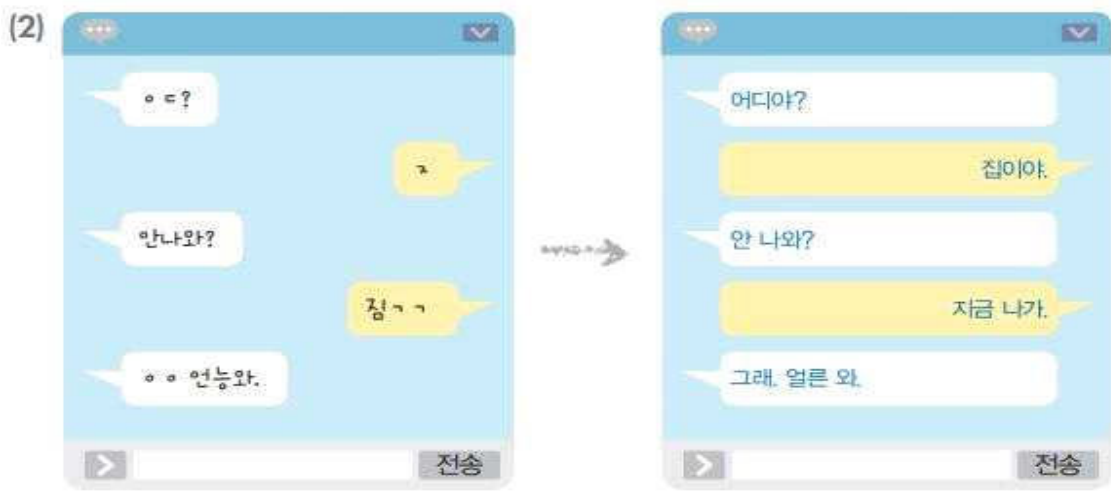 (2)
ㅇㄷ?
ㅈ
안나와?
짐ㄱㄱ
ㅇㅇ 언능와.
전송
어디야?
집이야.
안 나와?
지금 나가.
그래. 얼른 와.
전송